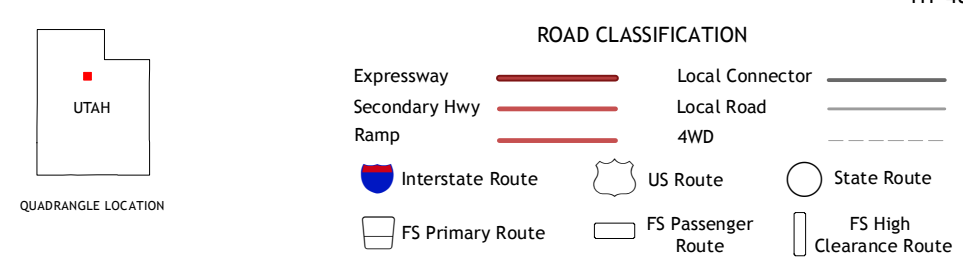 ROAD CLASSIFICATION
Expressway
Local Connector
Secondary Hwy
Local Road
Ramp
4WD
UTAH
QUADRANGLE LOCATION
Interstate Route
US Route
State Route
FS Primary Route
FS Passenger
Route
FS High
Clearance Route